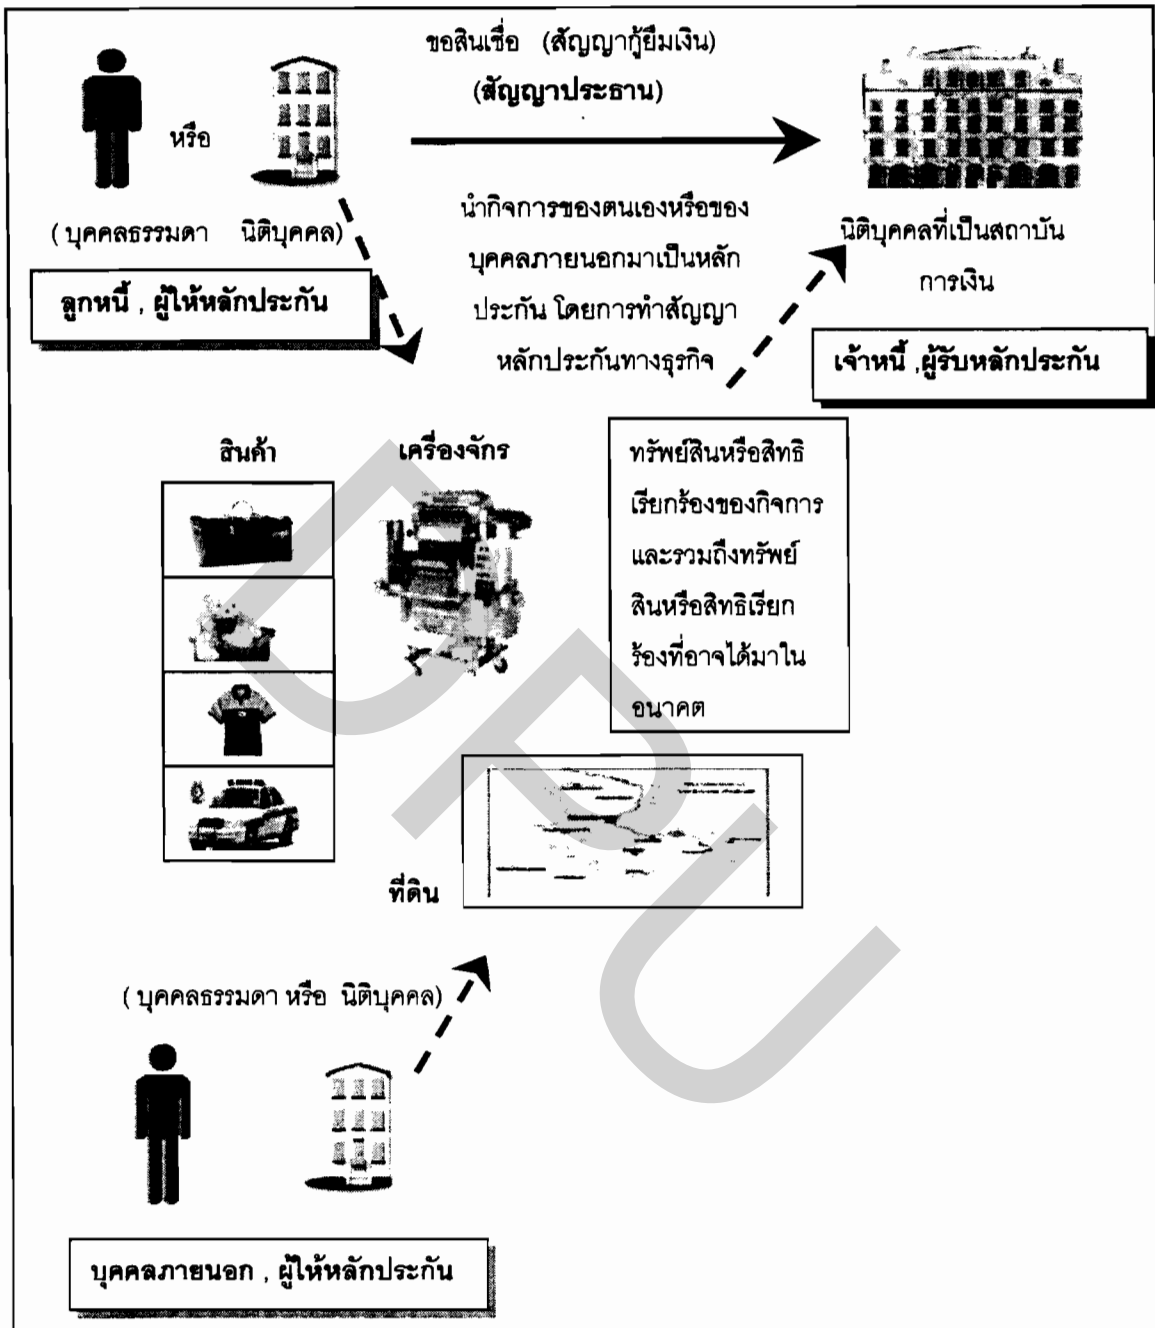 ขอสินเชื่อ (สัญญากู้ยืมเงิน)
(สัญญาประธาน)
หรือ
(บุคคลธรรมดา นิติบุคคล)
ลูกหนี้ , ผู้ให้หลักประกัน
นำกิจการของตนเองหรือของ
บุคคลภายนอกมาเป็นหลัก
ประกัน โดยการทำสัญญา
หลักประกันทางธุรกิจ
นิติบุคคลที่เป็นสถาบัน
การเงิน
เจ้าหนี้ ,ผู้รับหลักประกัน
สินค้า
เครื่องจักร
ทรัพย์สินหรือสิทธิ
เรียกร้องของกิจการ
และรวมถึงทรัพย์
สินหรือสิทธิเรียก
ร้องที่อาจได้มาใน
อนาคต
ที่ดิน
(บุคคลธรรมดา หรือ นิติบุคคล)
บุคคลภายนอก , ผู้ให้หลักประกัน
DPU